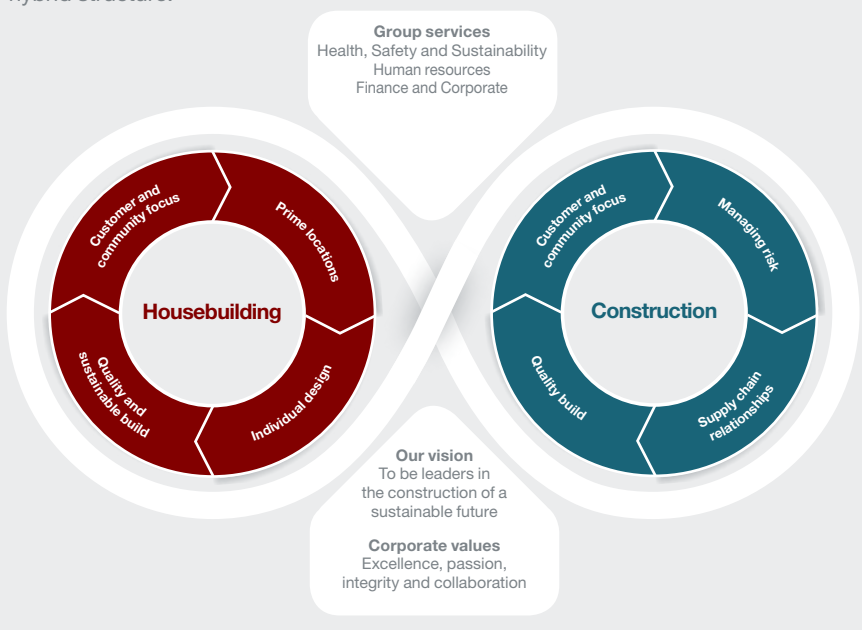 hybrid structure.
Group services
Health, Safety and Sustainability
Human resources
Finance and Corporate
Customer and
community focus
Prime locations
Individual design
Quality and
sustainable build
Housebuilding
Customer and
community focus
Managing risk
Supply chain
relationships
Quality build
Construction
Our vision
To be leaders in
the construction of a
sustainable future
Corporate values
Excellence, passion,
integrity and collaboration